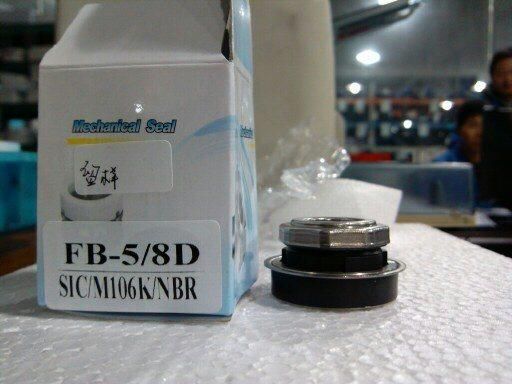 Mechanical Seal
留样
FB-5/8D
SIC/M106K/NBR